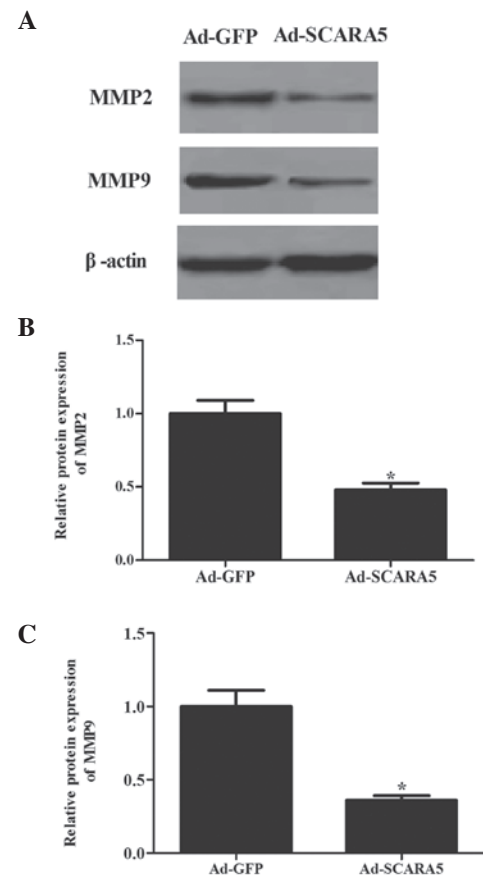 A
Ad-GFP Ad-SCARA5
MMP2
MMP9
β -actin
B
Relative protein expression
of MMP2
1.5
1.0
0.5
0.0
*
Ad-GFP Ad-SCARA5
C
Relative protein expression
of MMP9
1.5
1.0
0.5
0.0
*
Ad-GFP Ad-SCARA5